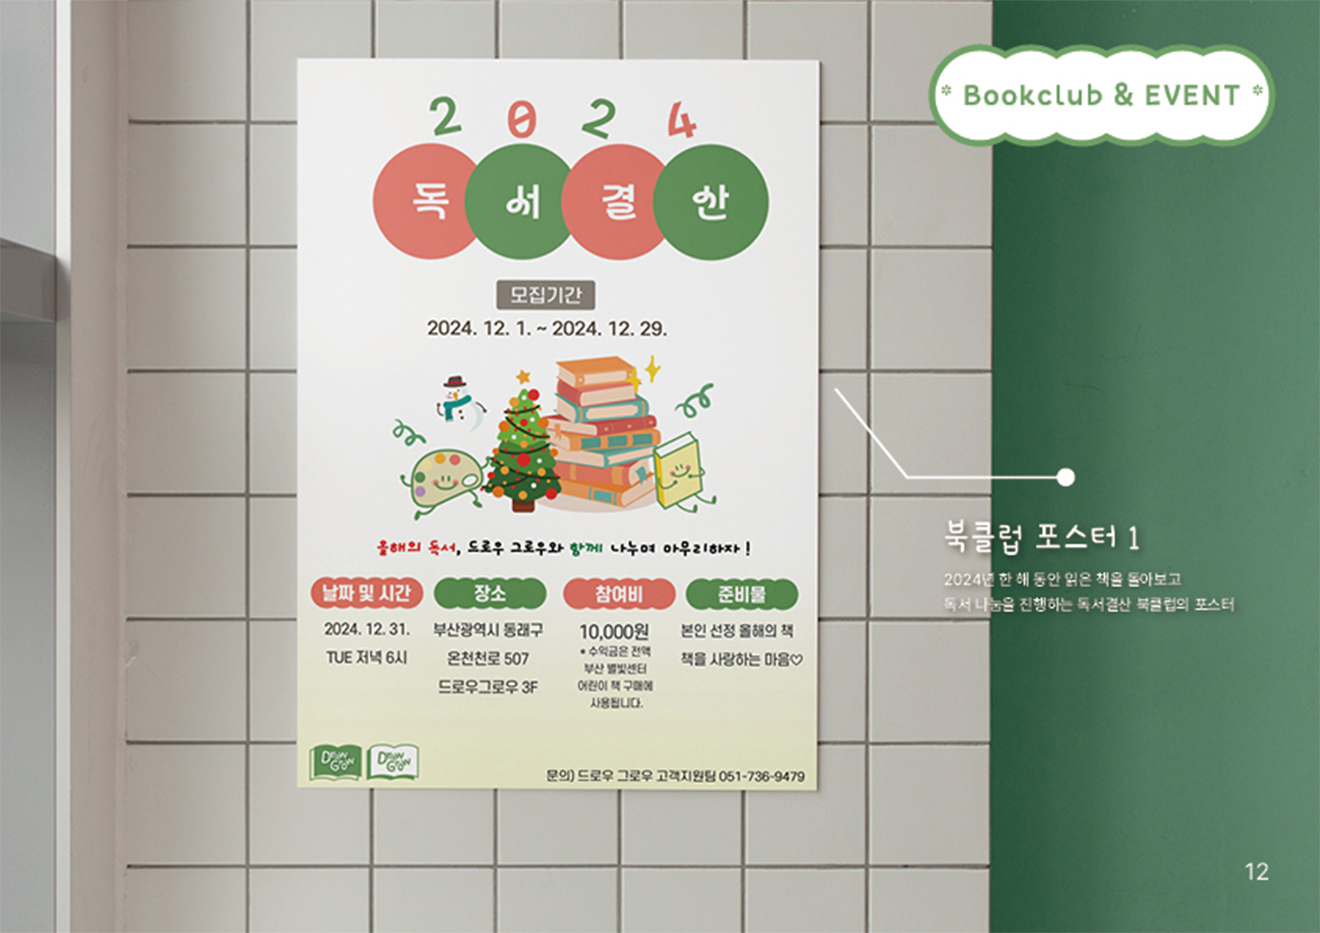 * Bookclub & EVENT *
2 0 2 4
독 서 결 산
모집기간
2024. 12. 1. ~ 2024. 12. 29.
올해의 독서, 드로우 그로우와 함께 나누며 마무리하자 !
날짜 및 시간
2024. 12. 31.
TUE 저녁 6시
장소
부산광역시 동래구
온천천로 507
드로우그로우 3F
참여비
10,000원
* 수익금은 전액
부산 별빛센터
어린이 책 구매에
사용됩니다.
준비물
본인 선정 올해의 책
책을 사랑하는 마음♡
Draw
Grow
Draw
Grow
문의) 드로우 그로우 고객지원팀 051-736-9479
북클럽 포스터 1
2024년 한 해 동안 읽은 책을 돌아보고
독서 나눔을 진행하는 독서결산 북클럽의 포스터
12